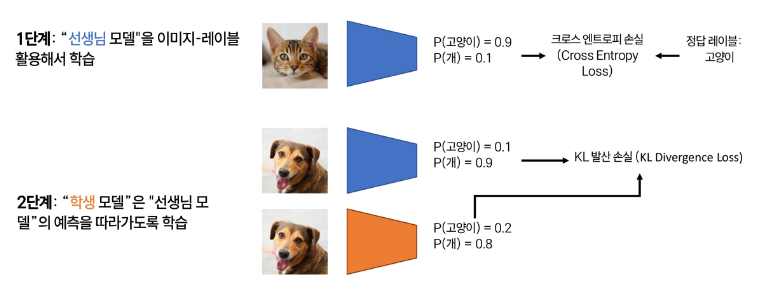 1단계: “선생님 모델"을 이미지-레이블
활용해서 학습
P(고양이) = 0.9
P(개) = 0.1
크로스 엔트로피 손실
(Cross Entropy
Loss)
정답 레이블:
고양이
P(고양이) = 0.1
P(개) = 0.9
KL 발산 손실 (KL Divergence Loss)
2단계: “학생 모델”은 "선생님 모
델”의 예측을 따라가도록 학습
P(고양이) = 0.2
P(개) = 0.8